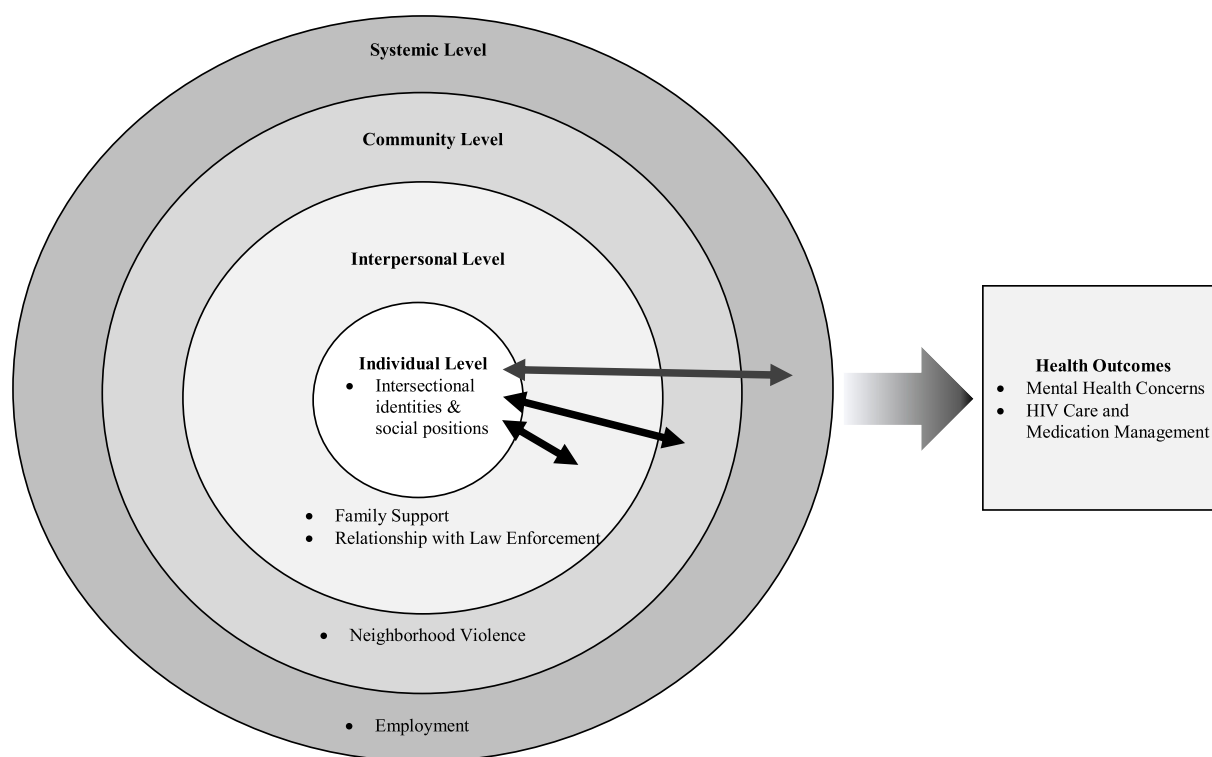 Systemic Level
Community Level
Interpersonal Level
Individual Level
• Intersectional
identities &
social positions
• Family Support
• Relationship with Law Enforcement
• Neighborhood Violence
• Employment
Health Outcomes
• Mental Health Concerns
• HIV Care and
Medication Management